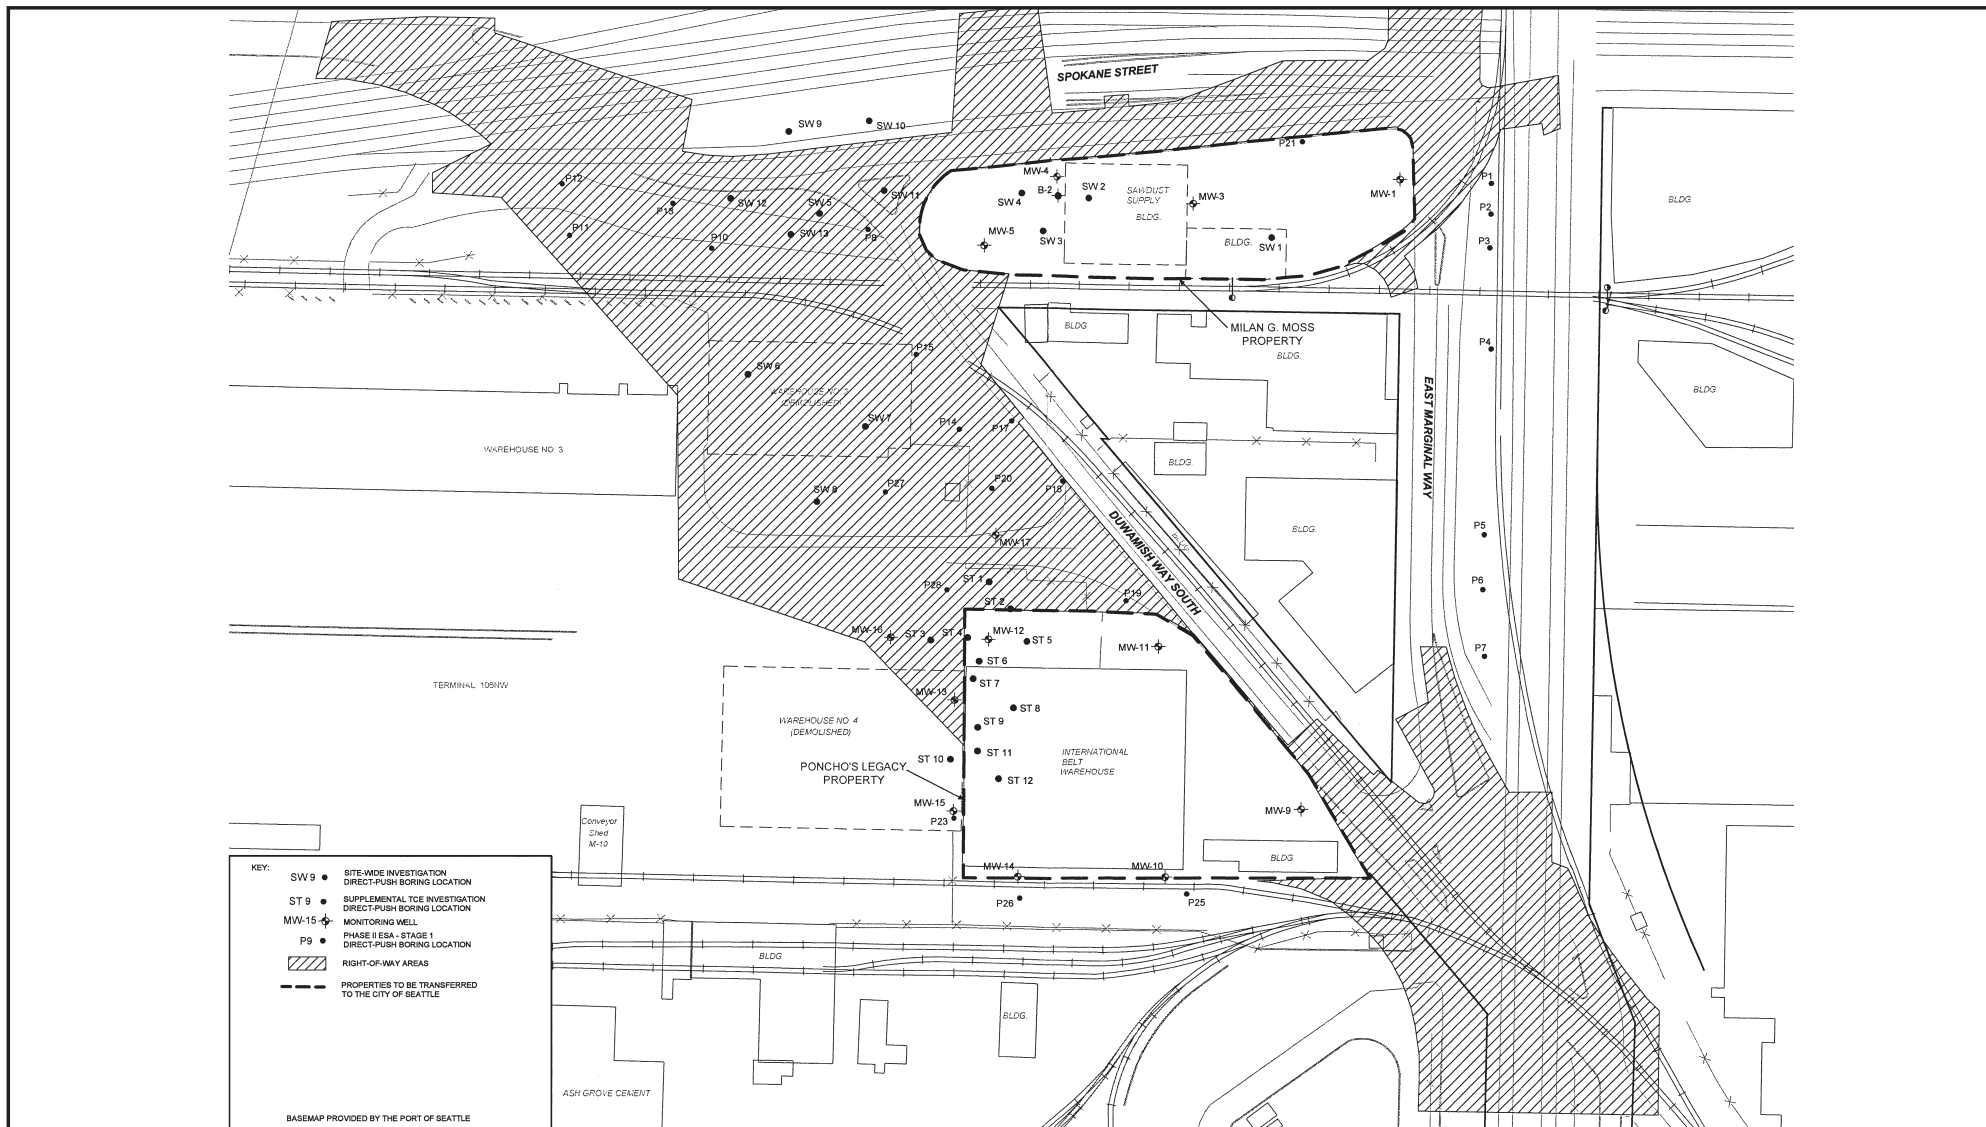 SPOKANE STREET
SW 9
SW 10
P21
MW-4
MW-1
P12
P13
P11
P10
SW 12
SW 5
SW 13
P8
SW 11
SW 4
B-2
SW 2
SAWDUST
SUPPLY
BLDG.
MW-3
MW-5
SW 3
BLDG.
SW 1
P1
P2
P3
BLDG
MILAN G. MOSS
PROPERTY
BLDG
BLDG.
P4
BLDG.
P15
SW 6
WAREHOUSE NO. 2
(DEMOLISHED)
SW 7
P14
P17
EAST MARGINAL WAY
WAREHOUSE NO. 3
BLDG.
SW 8
P27
P20
P18
MW-17
DUWAMISH WAY SOUTH
BLDG.
BLDG.
P5
P6
P7
P28
ST 1
ST 2
P19
MW-16
ST 3
ST 4
MW-12
ST 5
MW-11
ST 6
ST 7
MW-13
ST 8
ST 9
TERMINAL 106NW
WAREHOUSE NO. 4
(DEMOLISHED)
ST 10
ST 11
ST 12
INTERNATIONAL
BELT
WAREHOUSE
PONCHO'S LEGACY
PROPERTY
MW-15
P23
MW-9
Conveyor
Shed
M-10
BLDG.
MW-14
MW-10
P26
P25
BLDG
BLDG.
ASH GROVE CEMENT
KEY:
SW 9
SITE-WIDE INVESTIGATION
DIRECT-PUSH BORING LOCATION
ST 9
SUPPLEMENTAL TCE INVESTIGATION
DIRECT-PUSH BORING LOCATION
MW-15
MONITORING WELL
P9
PHASE II ESA - STAGE 1
DIRECT-PUSH BORING LOCATION
RIGHT-OF-WAY AREAS
PROPERTIES TO BE TRANSFERRED
TO THE CITY OF SEATTLE
BASEMAP PROVIDED BY THE PORT OF SEATTLE